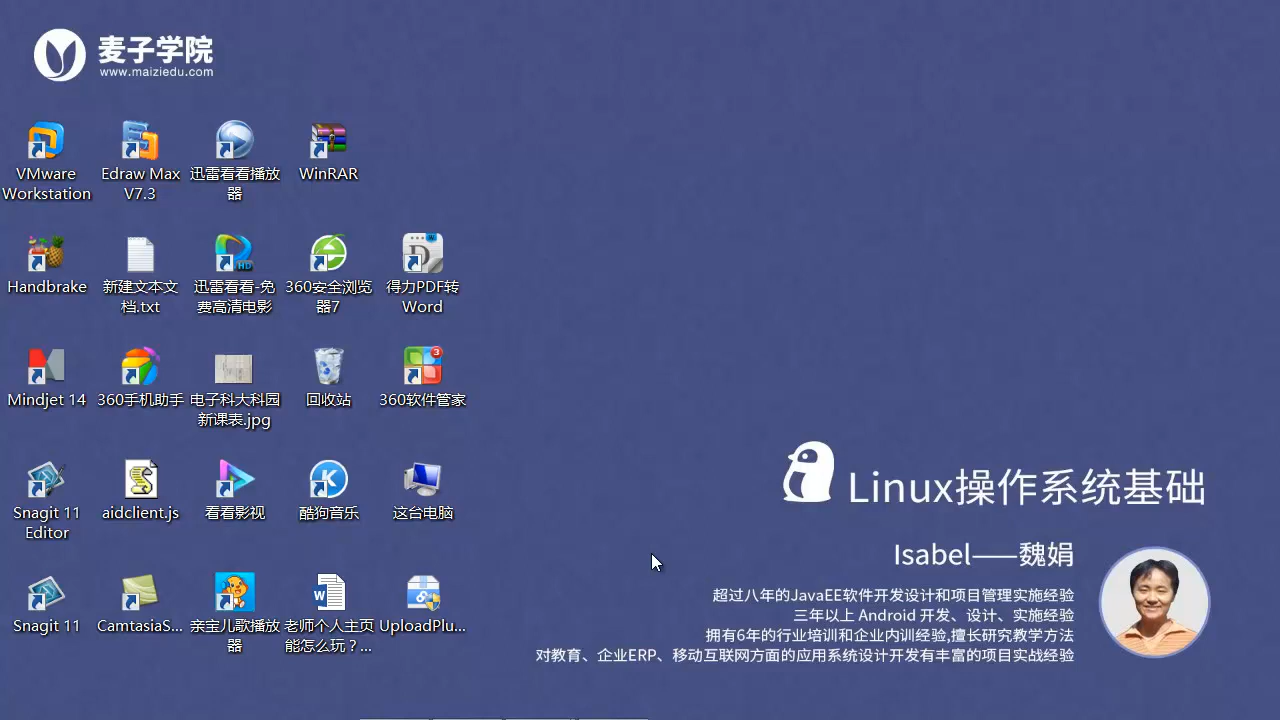 麦子学院
www.maiziedu.com
VMware
Workstation
Edraw Max
V7.3
迅雷看看播放
器
WinRAR
Handbrake
新建文本文
档.txt
迅雷看看-免
费高清电影
360安全浏览
器7
得力PDF转
Word
Mindjet 14
360手机助手
电子科大科园
新课表.jpg
回收站
360软件管家
Snagit 11
Editor
aidclient.js
看看影视
酷狗音乐
这台电脑
Snagit 11
CamtasiaS...
亲宝儿歌播放
器
老师个人主页
能怎么玩？...
UploadPlu...
Linux操作系统基础
Isabel——魏娟
超过八年的JavaEE软件开发设计和项目管理实施经验
三年以上 Android 开发、设计、实施经验
拥有6年的行业培训和企业内训经验,擅长研究教学方法
对教育、企业ERP、移动互联网方面的应用系统设计开发有丰富的项目实战经验